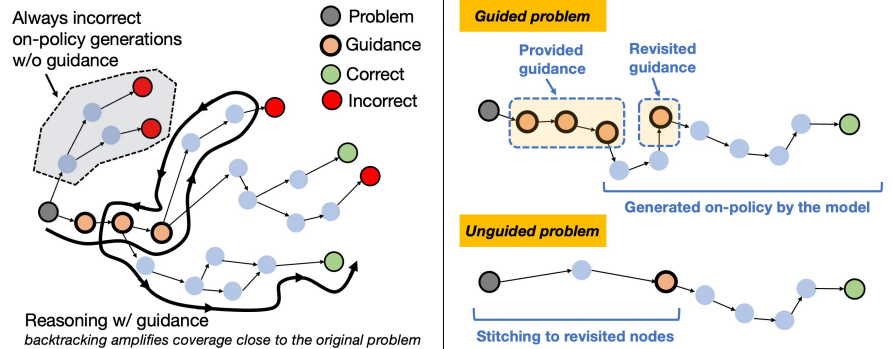 Always incorrect
on-policy generations
w/o guidance
Problem
Guidance
Correct
Incorrect
Reasoning w/ guidance
backtracking amplifies coverage close to the original problem
Guided problem
Provided
guidance
Revisited
guidance
Generated on-policy by the model
Unguided problem
Stitching to revisited nodes